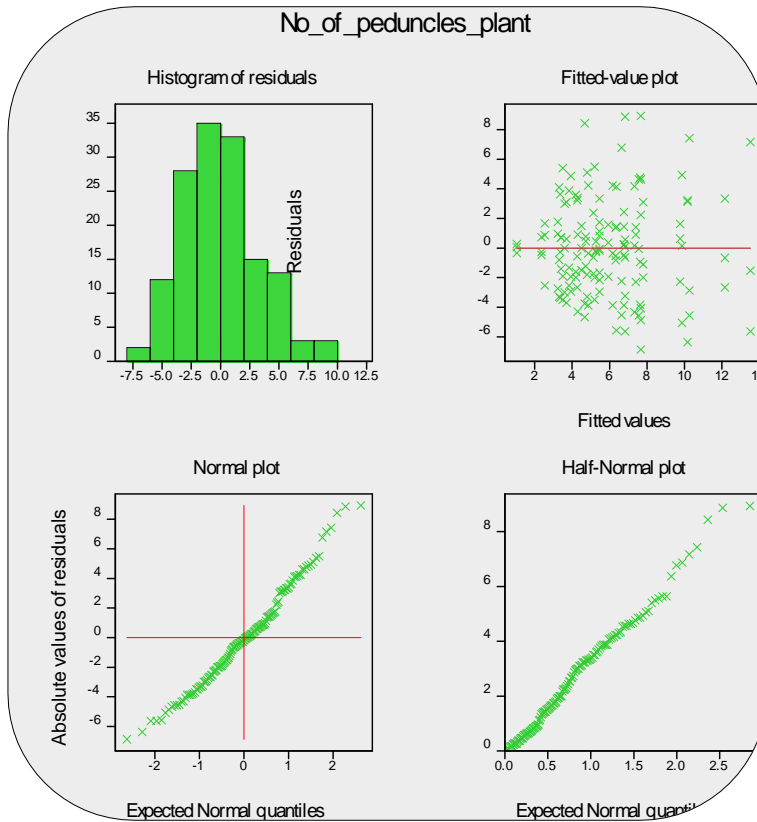 No_of_peduncles_plant
Histogram of residuals
35
30
25
20
15
10
5
0
-7.5 -5.0 -2.5 0.0 2.5 5.0 7.5 10.0 12.5
Residuals
Fitted-value plot
8
6
4
2
0
-2
-4
-6
2 4 6 8 10 12
Fitted values
Normal plot
Absolute values of residuals
8
6
4
2
0
-2
-4
-6
-2 -1 0 1 2
Expected Normal quantiles
Half-Normal plot
8
6
4
2
0
0.0 0.5 1.0 1.5 2.0 2.5
Expected Normal